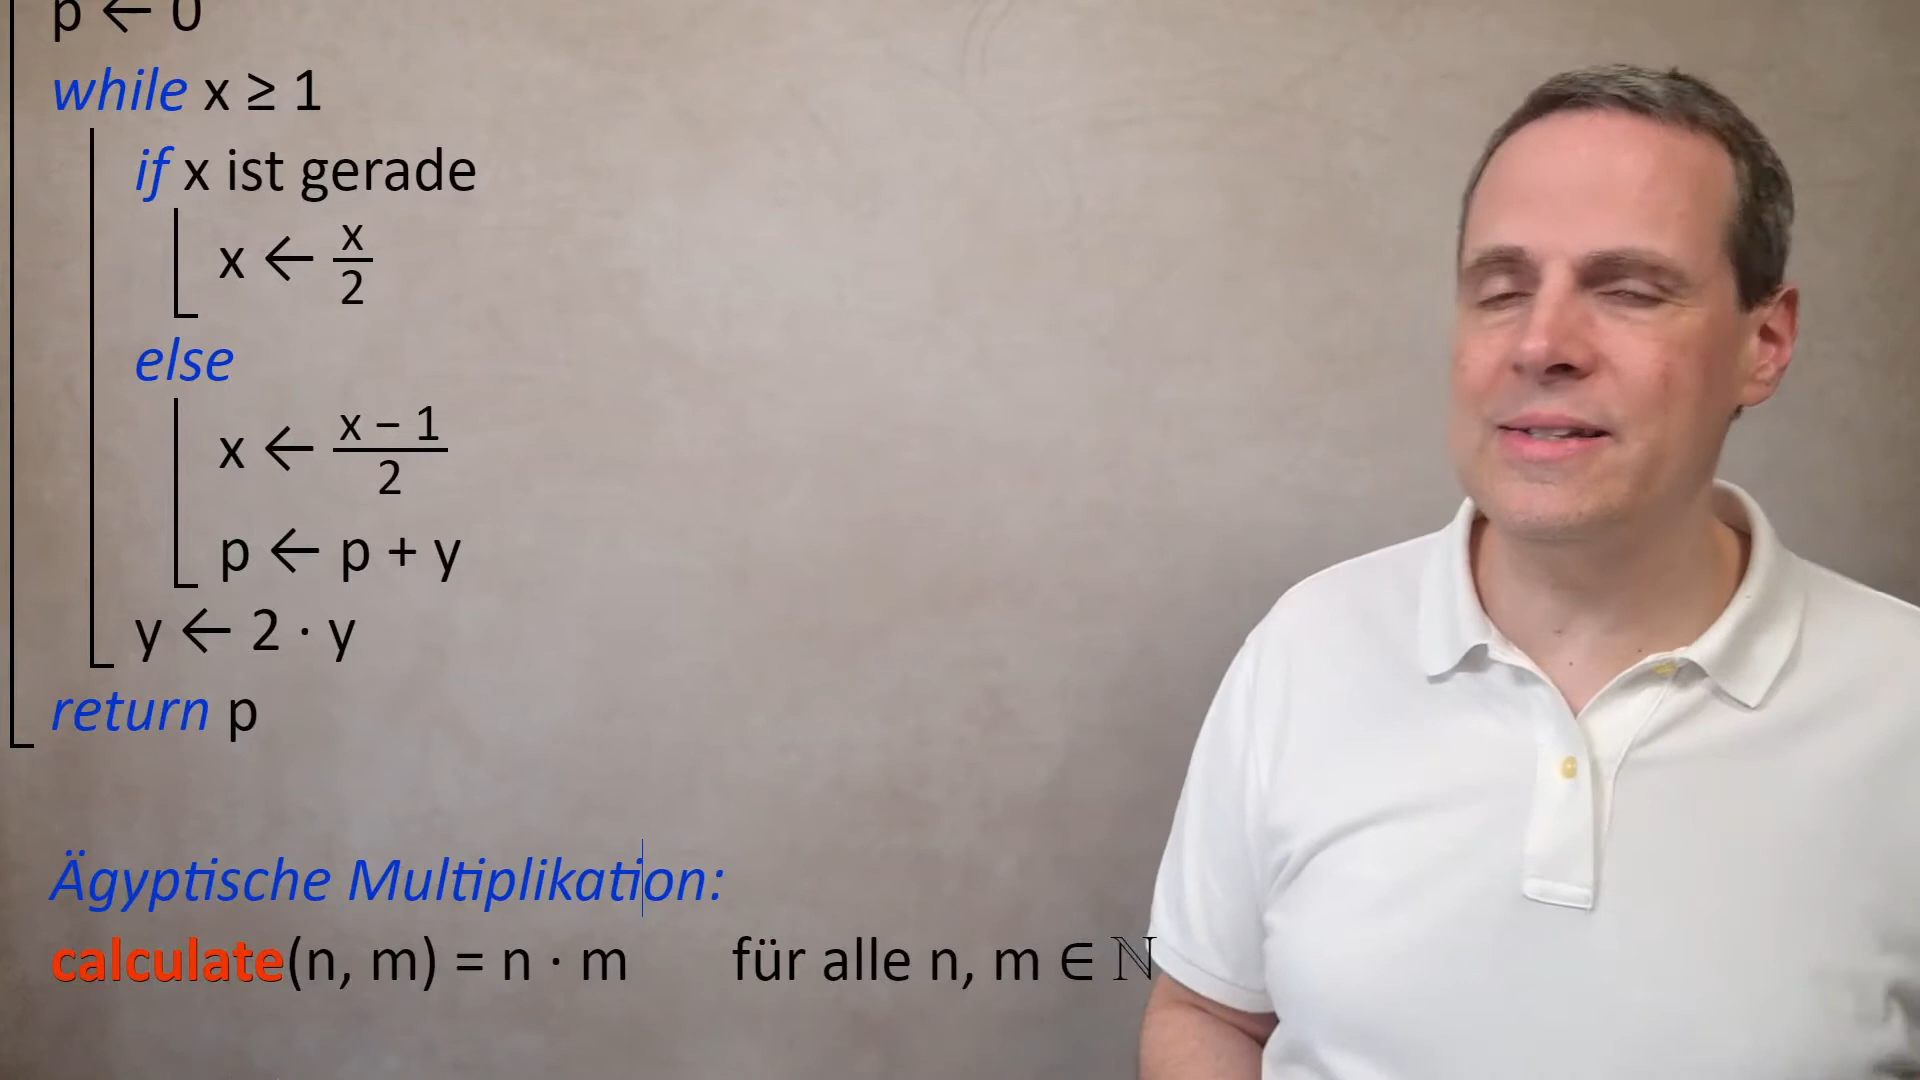 p ← 0
while x ≥ 1
if x ist gerade
x ← x/2
else
x ← (x − 1)/2
p ← p + y
y ← 2 · y
return p
Ägyptische Multiplikation:
calculate(n, m) = n · m für alle n, m ∈ ℕ